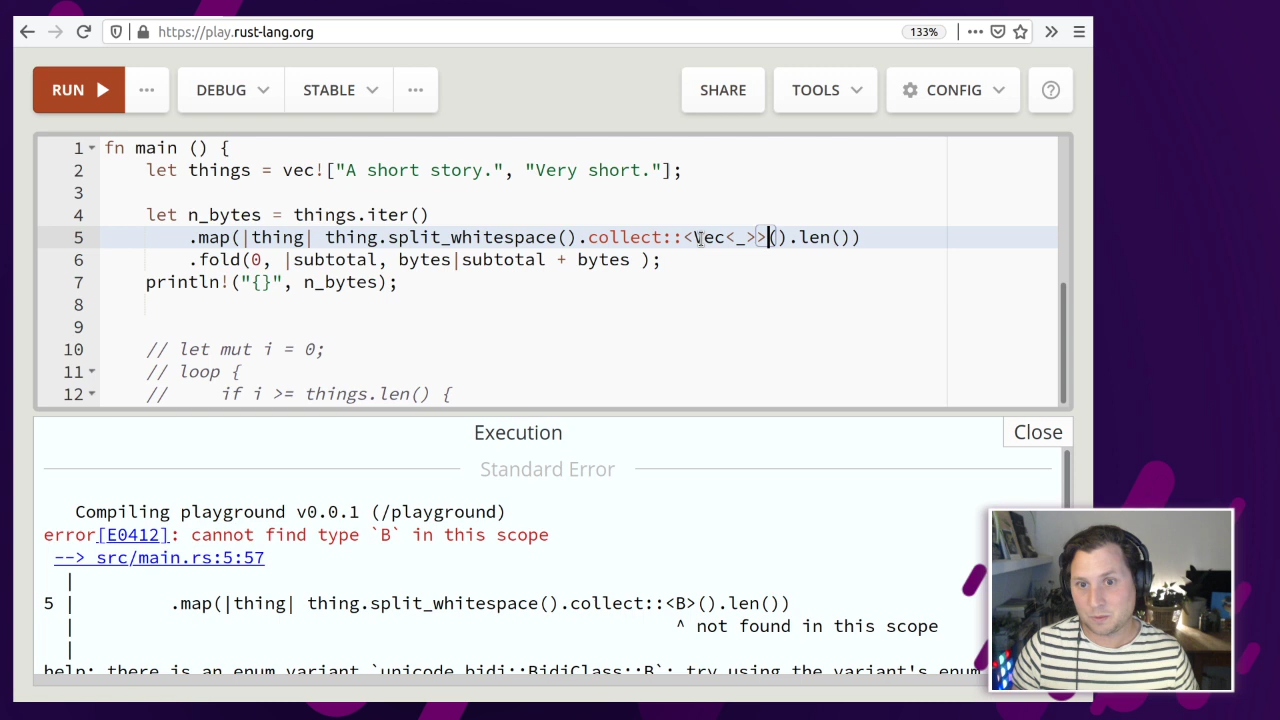 https://play.rust-lang.org
133%
RUN
DEBUG
STABLE
SHARE
TOOLS
CONFIG
1 fn main () {
2 let things = vec!["A short story.", "Very short."];
3
4 let n_bytes = things.iter()
5 .map(|thing| thing.split_whitespace().collect::<Vec<_>>().len())
6 .fold(0, |subtotal, bytes|subtotal + bytes );
7 println!("{}", n_bytes);
8
9
10 // let mut i = 0;
11 // loop {
12 // if i >= things.len() {
Execution
Close
Standard Error
Compiling playground v0.0.1 (/playground)
error[E0412]: cannot find type `B` in this scope
--> src/main.rs:5:57
|
5 | .map(|thing| thing.split_whitespace().collect::<B>().len())
| ^ not found in this scope
|
help: there is an enum variant `unicode_bidi::BidiClass::B`; try using the variant's enum